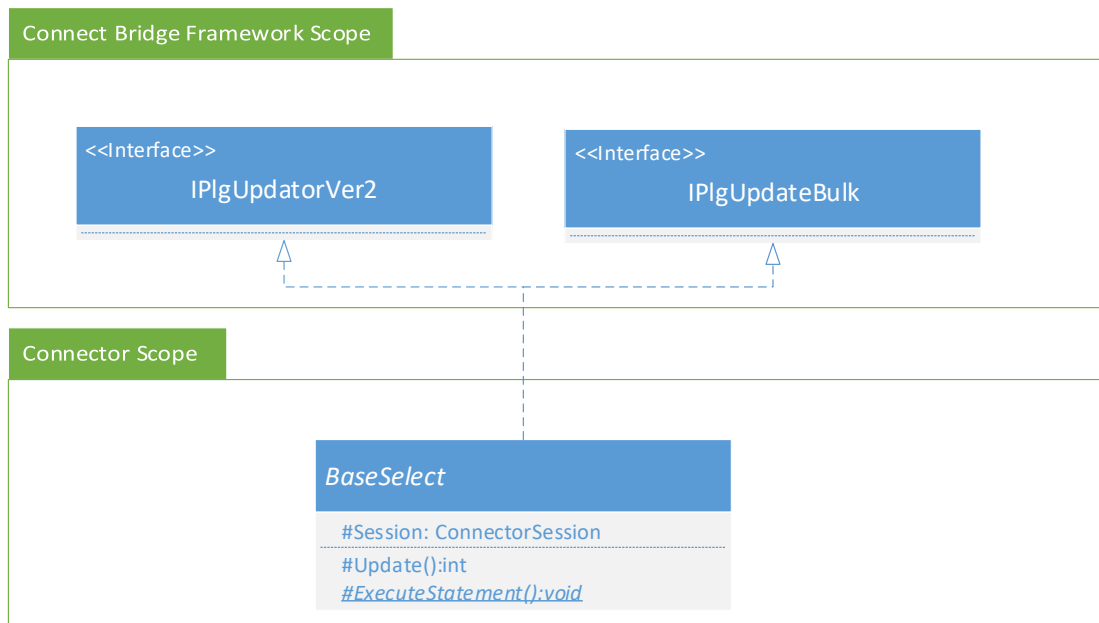 Connect Bridge Framework Scope
<<Interface>>
IPlgUpdatorVer2
<<Interface>>
IPlgUpdateBulk
Connector Scope
BaseSelect
#Session: ConnectorSession
#Update():int
#ExecuteStatement():void